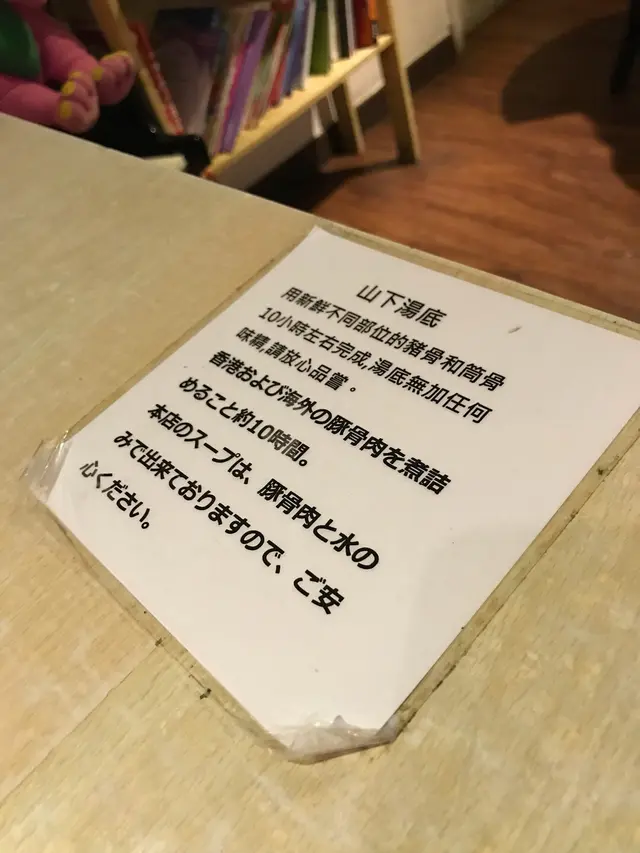 山下湯底
用新鮮不同部位的豬骨和筒骨
10小時左右完成,湯底無加任何
味精,請放心品嘗。
香港および海外の豚骨肉を煮詰
めること約10時間。
本店のスープは、豚骨肉と水の
みで出来ておりますので、ご安
心ください。